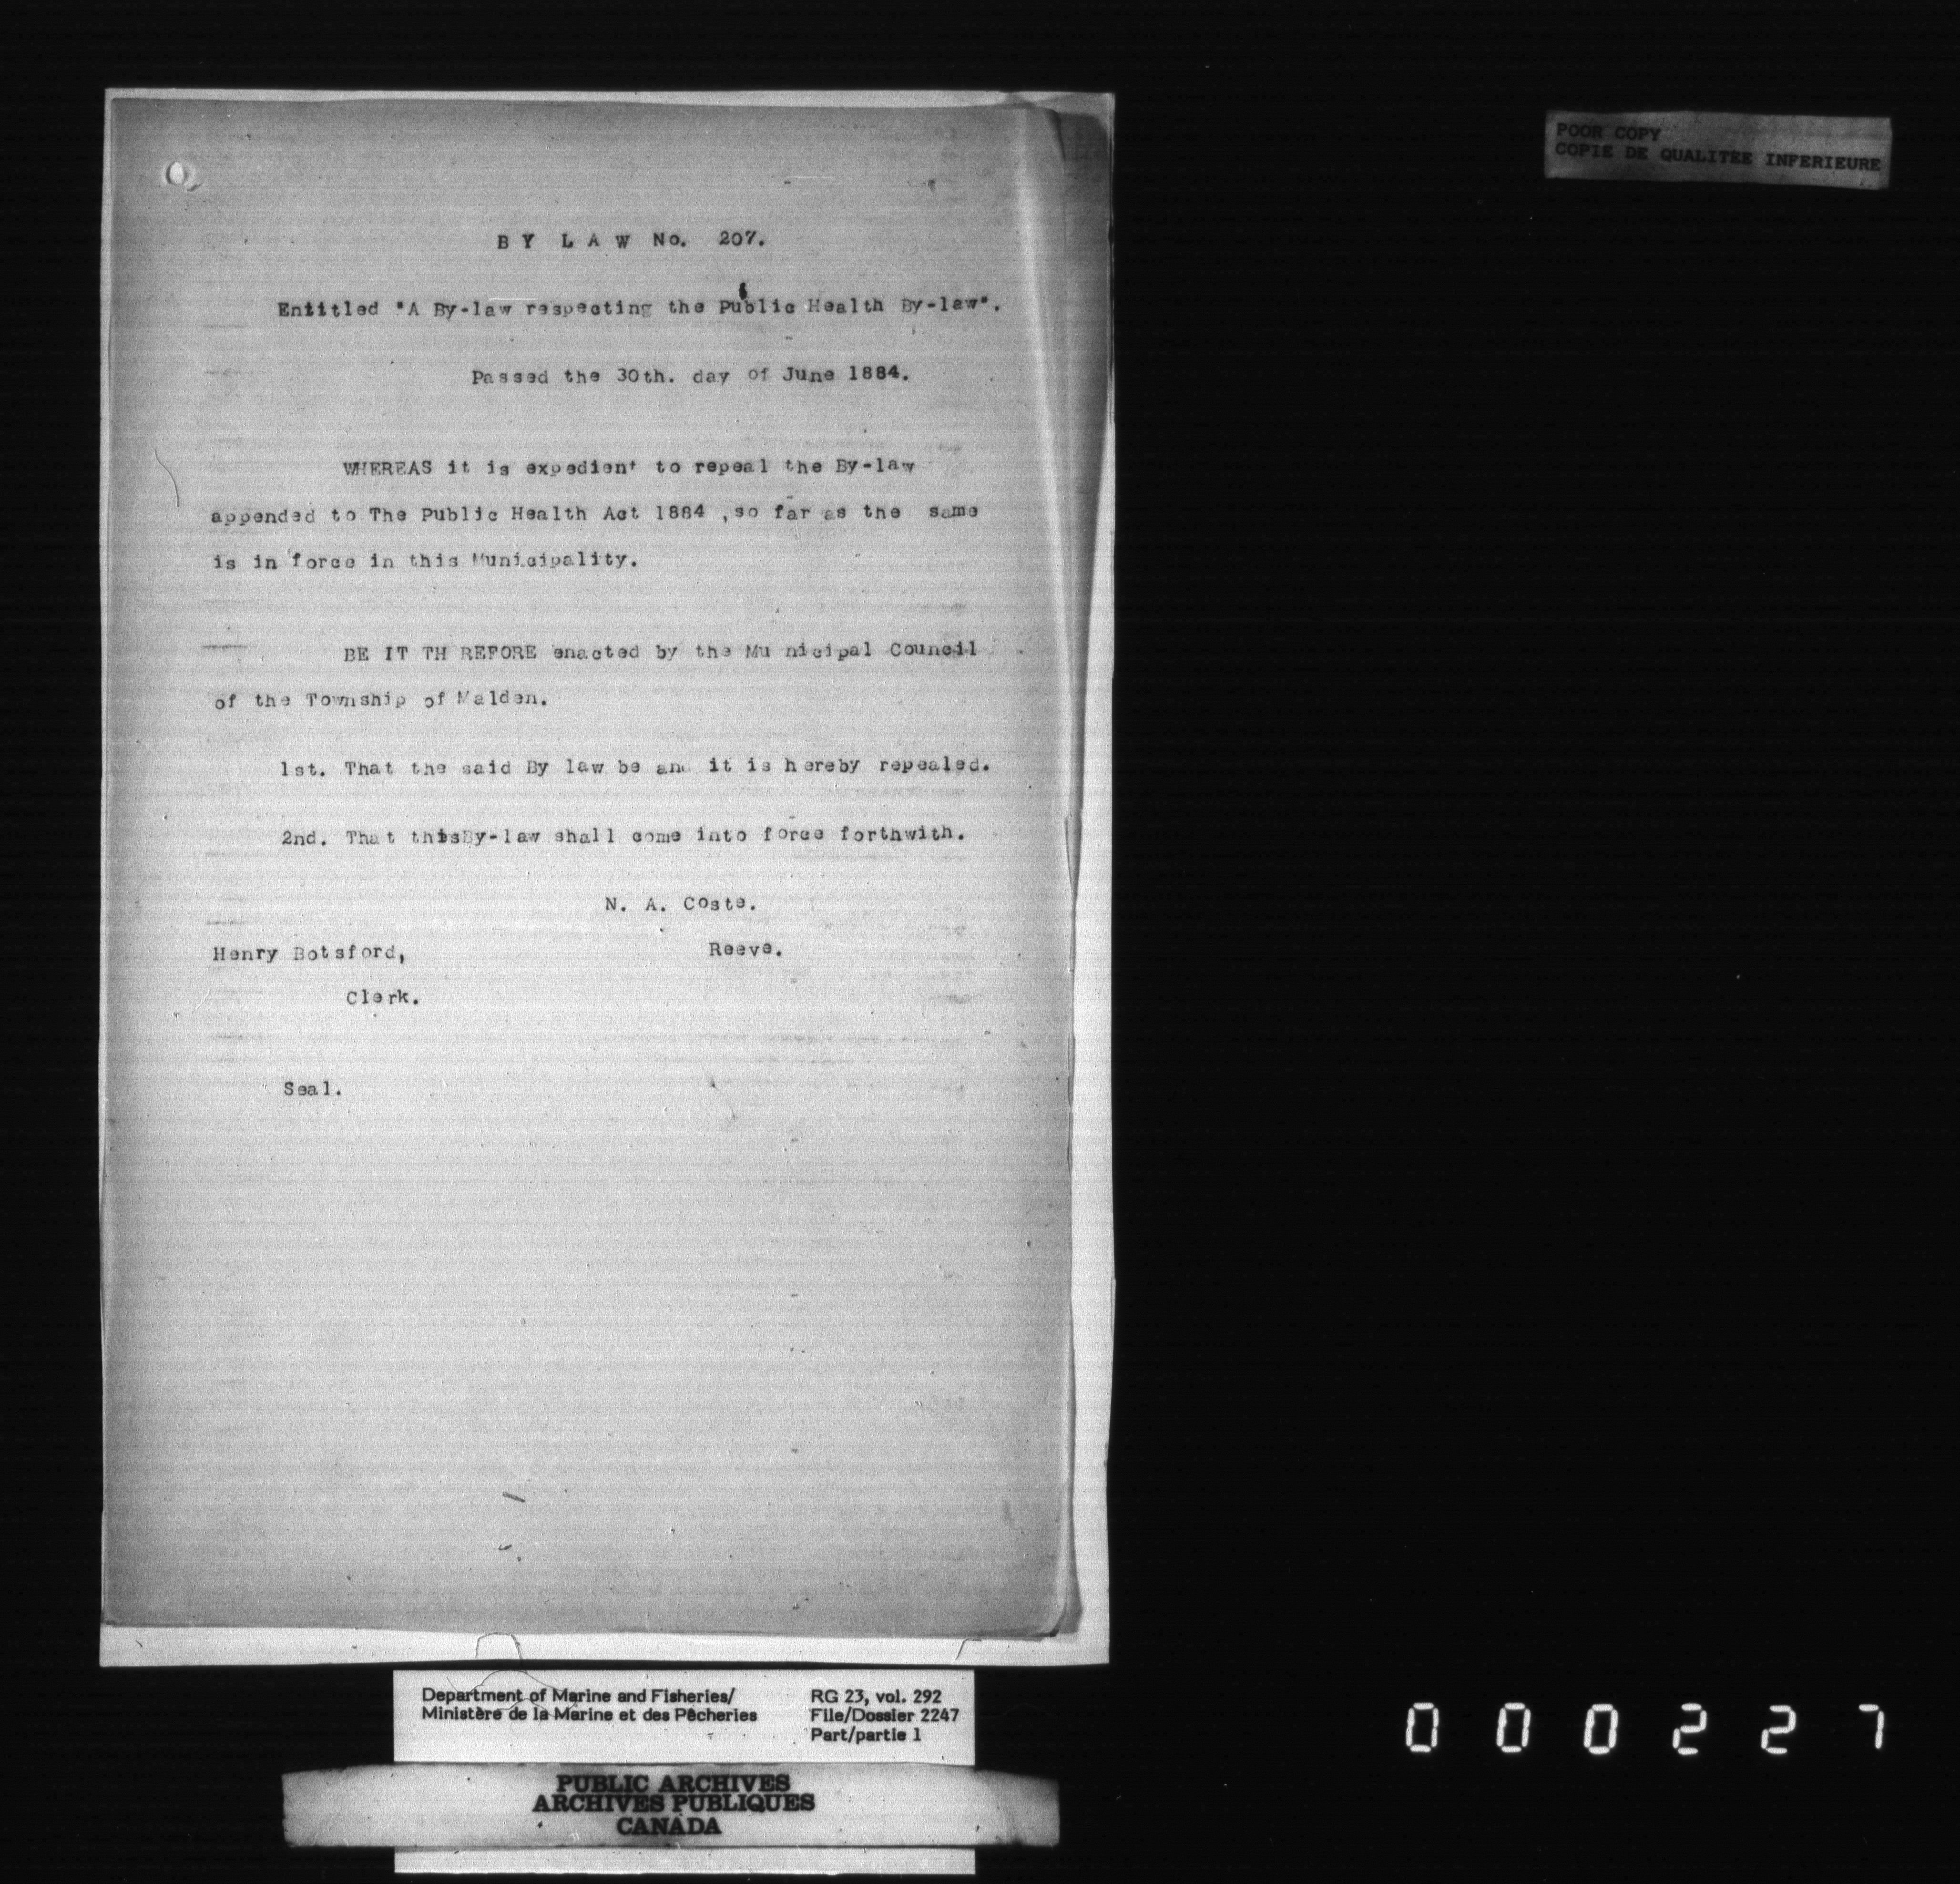 BY LAW No. 207.
Entitled "A By-law respecting the Public Health By-law".
Passed the 30th. day of June 1884.
WHEREAS it is expedient to repeal the By-law
appended to The Public Health Act 1884 ,so far as the same
is in force in this Municipality.
BE IT TH REFORE enacted by the Mu nicipal Council
of the Township of Malden.
1st. That the said By law be and it is hereby repealed.
2nd. That thisBy-law shall come into force forthwith.
N. A. Coste.
Reeve.
Henry Botsford,
Clerk.
Seal.
POOR COPY
COPIE DE QUALITEE INFERIEURE
Department of Marine and Fisheries/
Ministère de la Marine et des Pêcheries
RG 23, vol. 292
File/Dossier 2247
Part/partie 1
PUBLIC ARCHIVES
ARCHIVES PUBLIQUES
CANADA
000227